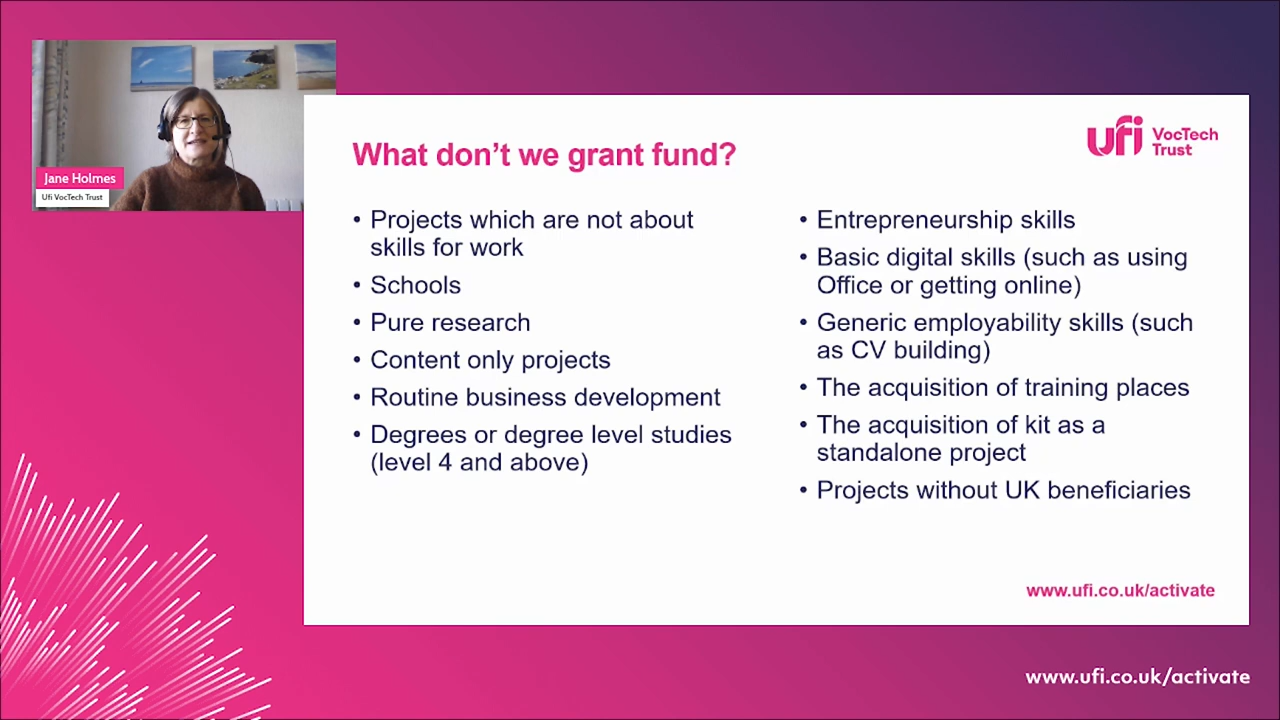 Jane Holmes
Ufi VocTech Trust
What don't we grant fund?
ufi VocTech
Trust
• Projects which are not about
skills for work
• Schools
• Pure research
• Content only projects
• Routine business development
• Degrees or degree level studies
(level 4 and above)
• Entrepreneurship skills
• Basic digital skills (such as using
Office or getting online)
• Generic employability skills (such
as CV building)
• The acquisition of training places
• The acquisition of kit as a
standalone project
• Projects without UK beneficiaries
www.ufi.co.uk/activate
www.ufi.co.uk/activate